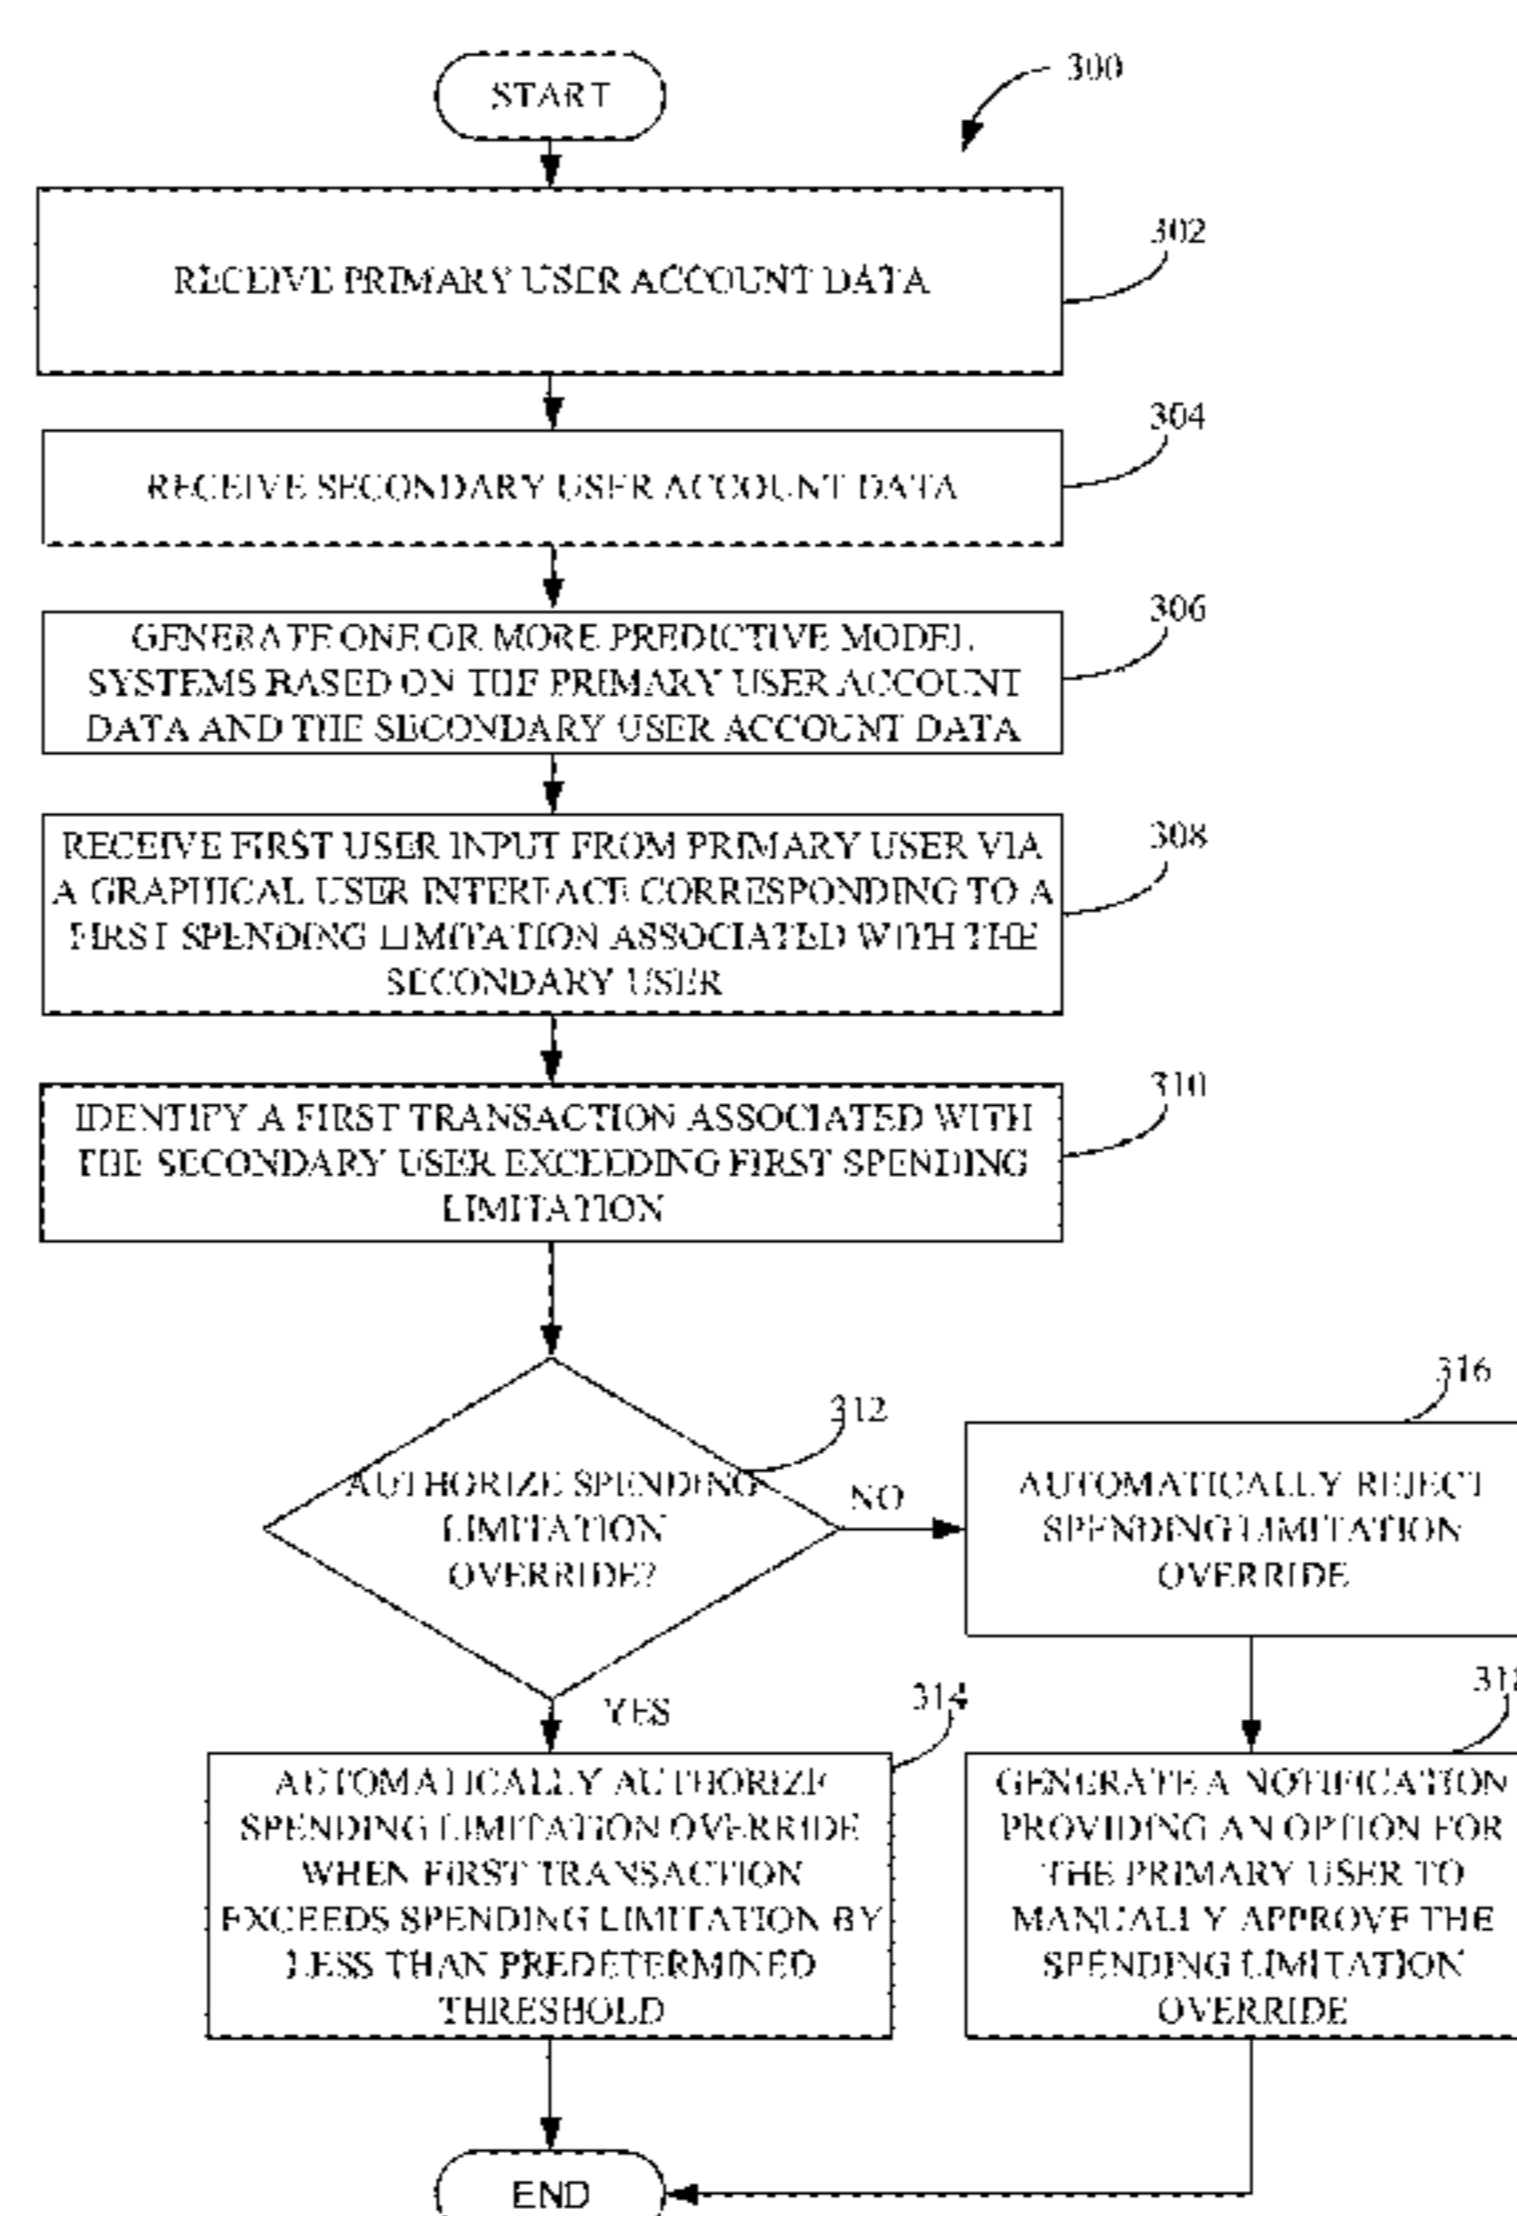 START
300
RECEIVE PRIMARY USER ACCOUNT DATA
302
RECEIVE SECONDARY USER ACCOUNT DATA
304
GENERATE ONE OR MORE PREDICTIVE MODEL
SYSTEMS BASED ON THE PRIMARY USER ACCOUNT
DATA AND THE SECONDARY USER ACCOUNT DATA
306
RECEIVE FIRST USER INPUT FROM PRIMARY USER VIA
A GRAPHICAL USER INTERFACE CORRESPONDING TO A
FIRST SPENDING LIMITATION ASSOCIATED WITH THE
SECONDARY USER
308
IDENTIFY A FIRST TRANSACTION ASSOCIATED WITH
THE SECONDARY USER EXCEEDING FIRST SPENDING
LIMITATION
310
AUTHORIZE SPENDING
LIMITATION
OVERRIDE?
312
NO
YES
AUTOMATICALLY REJECT
SPENDING LIMITATION
OVERRIDE
316
AUTOMATICALLY AUTHORIZE
SPENDING LIMITATION OVERRIDE
WHEN FIRST TRANSACTION
EXCEEDS SPENDING LIMITATION BY
LESS THAN PREDETERMINED
THRESHOLD
314
GENERATE A NOTIFICATION
PROVIDING AN OPTION FOR
THE PRIMARY USER TO
MANUALLY APPROVE THE
SPENDING LIMITATION
OVERRIDE
END